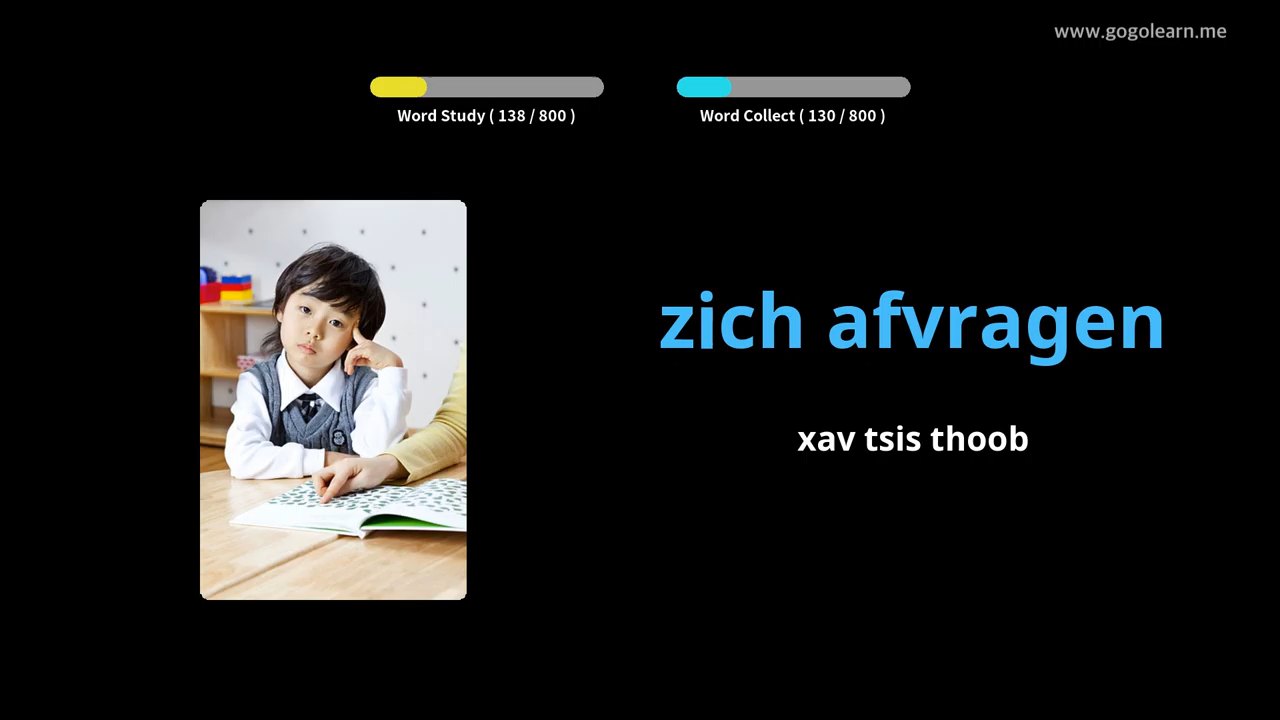 www.gogolearn.me
Word Study ( 138 / 800 )
Word Collect ( 130 / 800 )
zich afvragen
xav tsis thoob